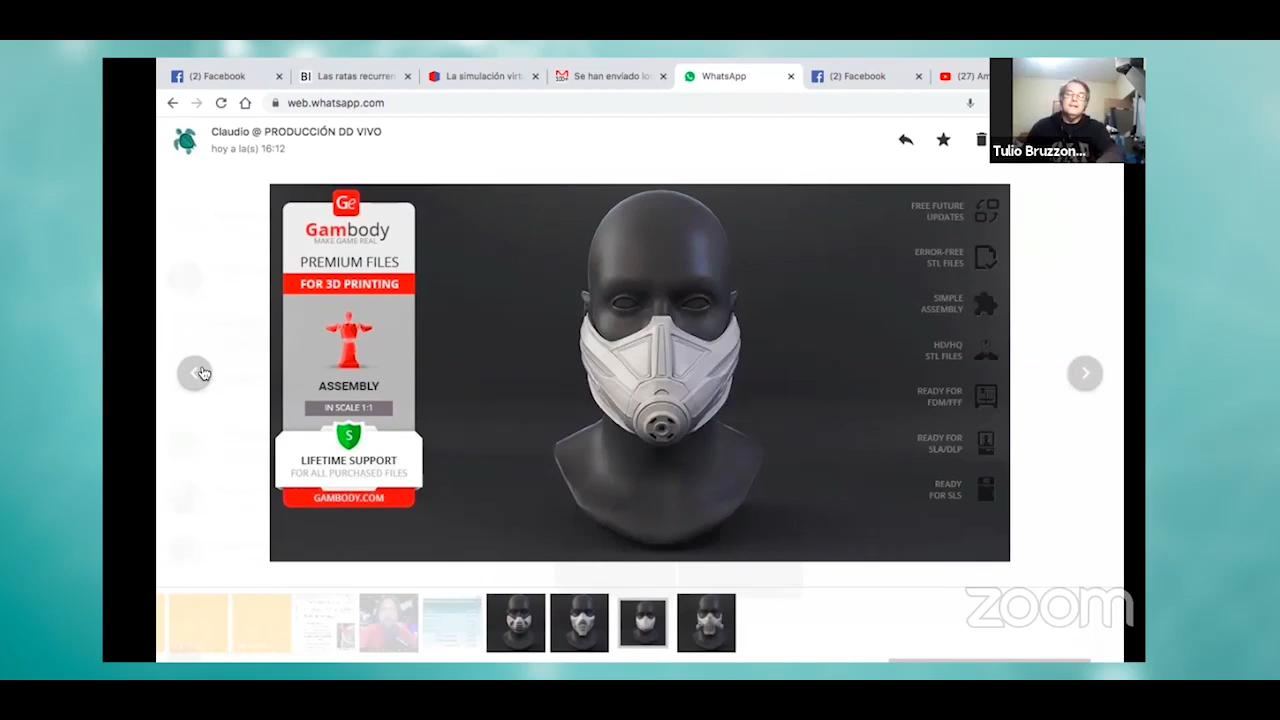 (2) Facebook
Las ratas recurren
La simulación virt
Se han enviado lo
WhatsApp
(2) Facebook
(27) Am
web.whatsapp.com
Claudio @ PRODUCCIÓN DD VIVO
hoy a la(s) 16:12
Tulio Bruzzon...
Ge
Gambody
MAKE GAME REAL
PREMIUM FILES
FOR 3D PRINTING
ASSEMBLY
IN SCALE 1:1
S
LIFETIME SUPPORT
FOR ALL PURCHASED FILES
GAMBODY.COM
FREE FUTURE
UPDATES
ERROR-FREE
STL FILES
SIMPLE
ASSEMBLY
HD/HQ
STL FILES
READY FOR
FDM/FFF
READY FOR
SLA/DLP
READY
FOR SLS
zoom